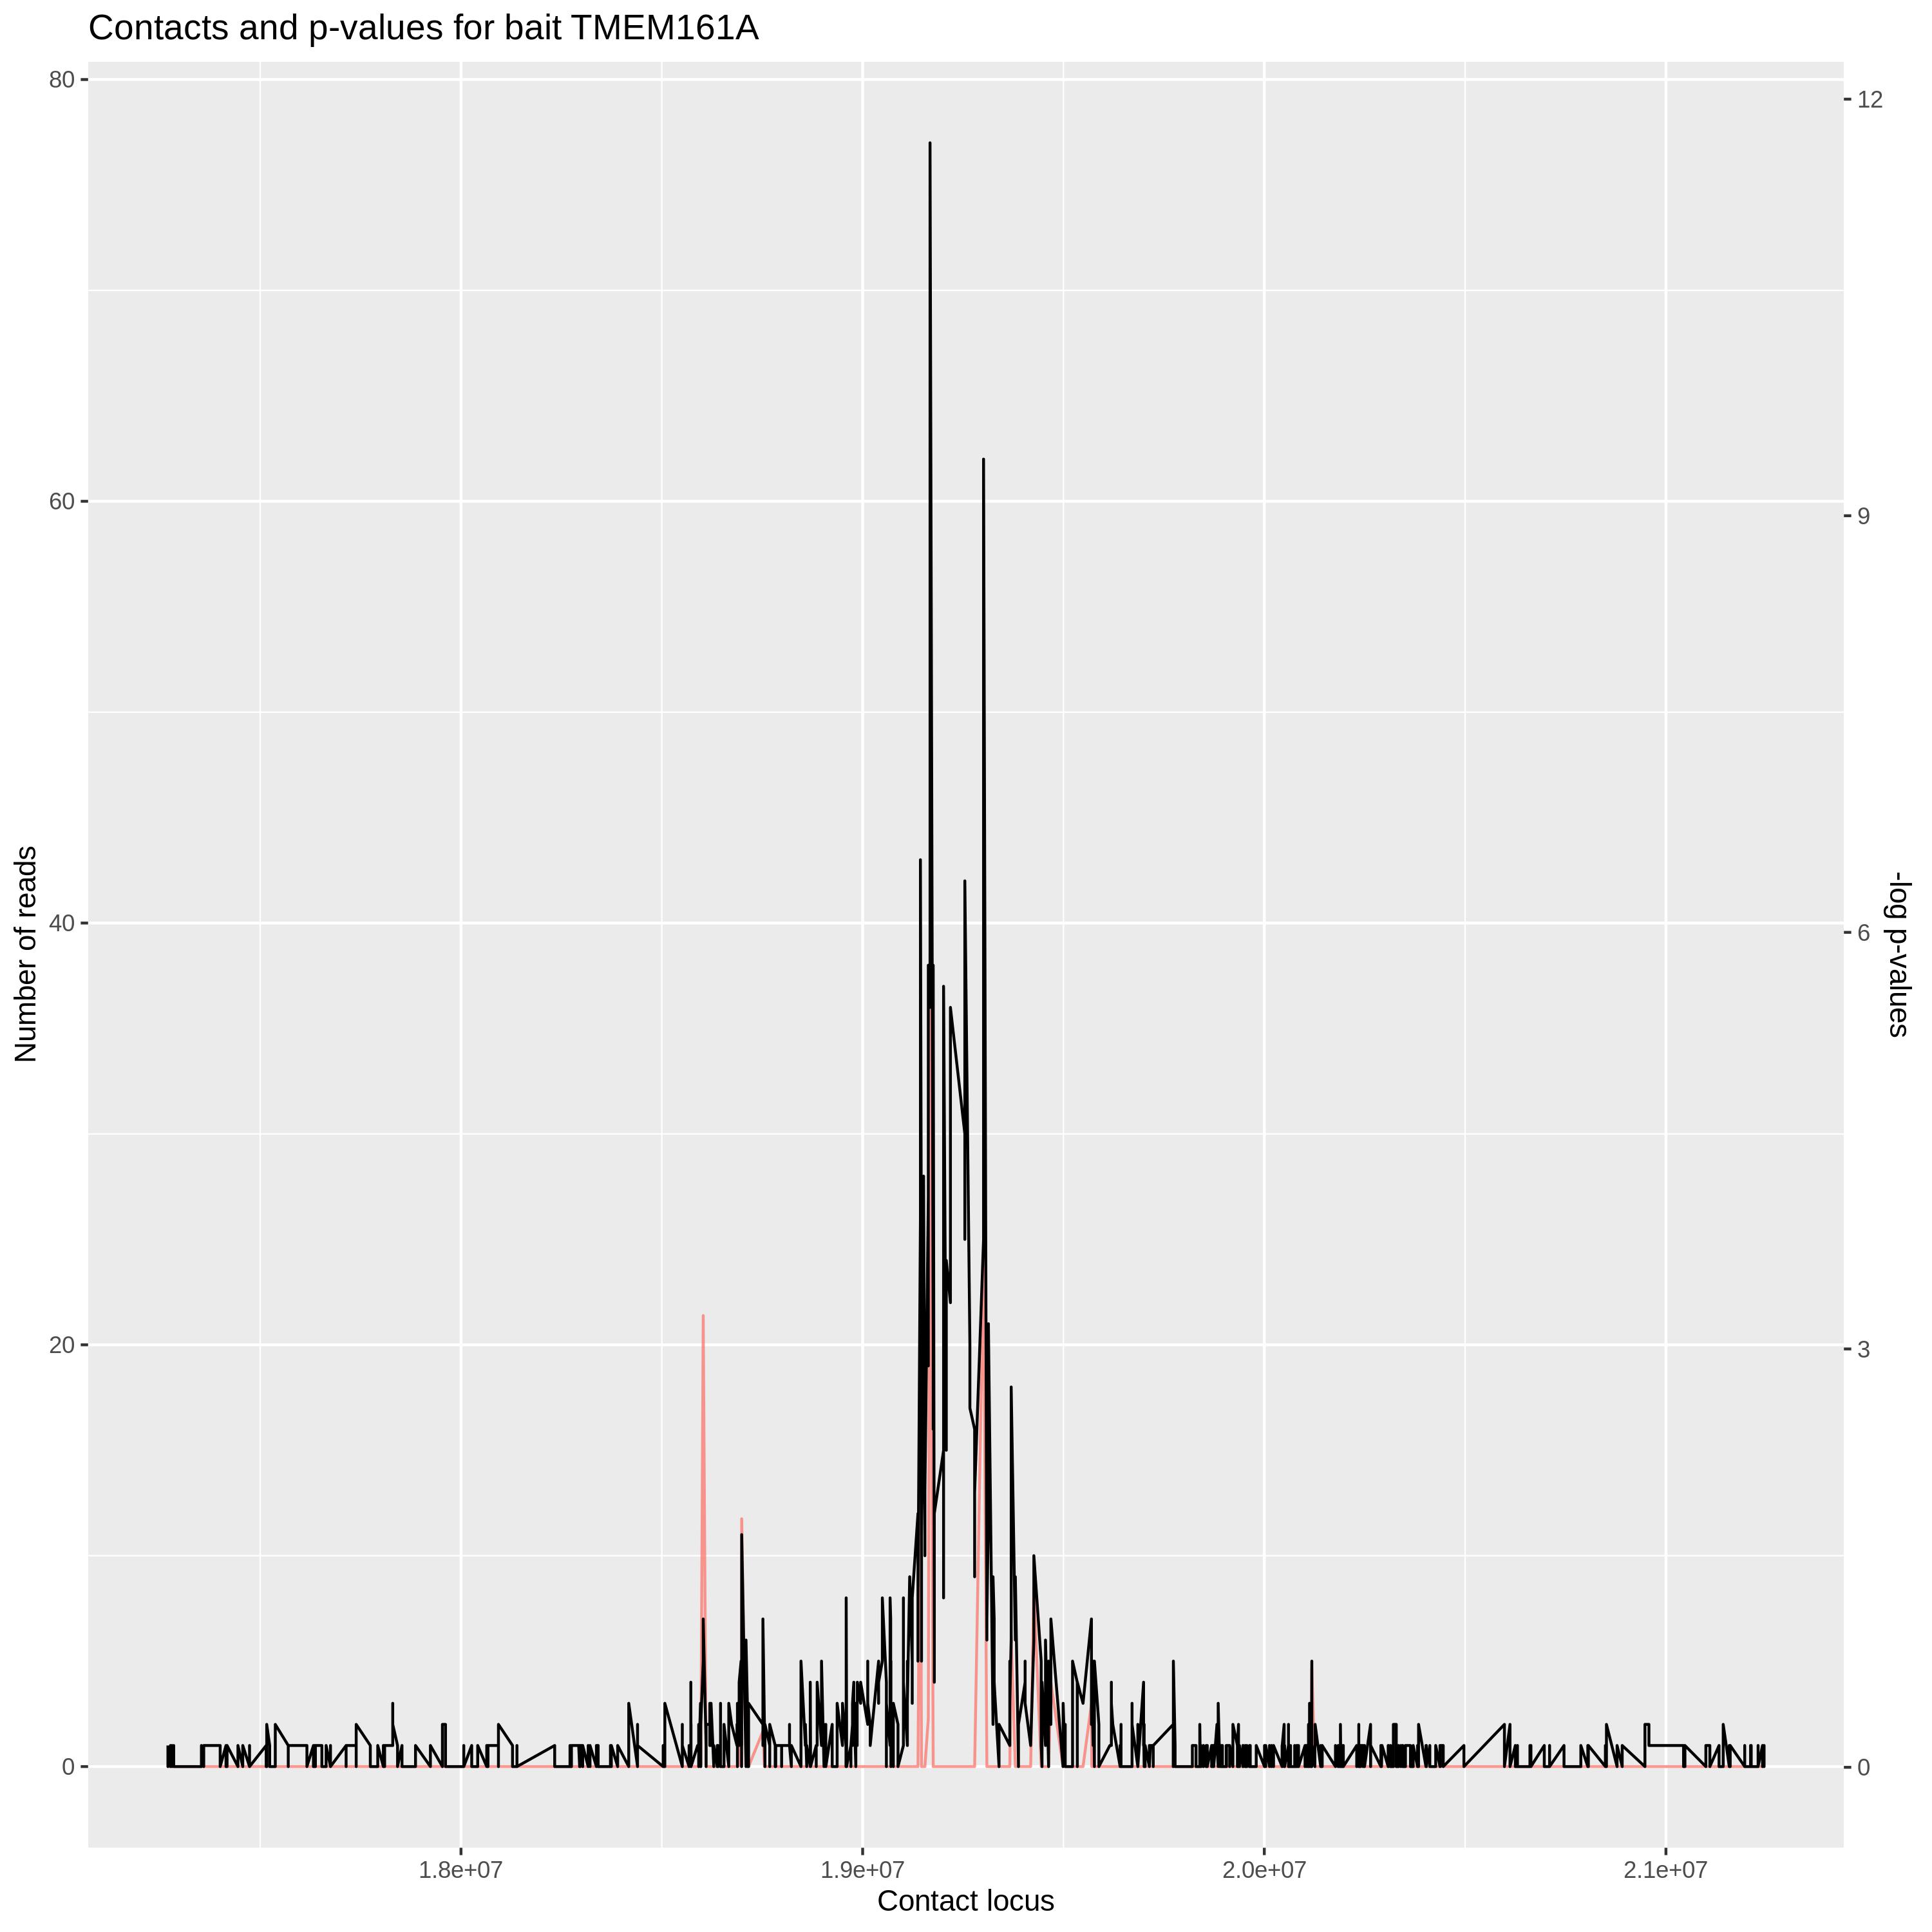 Contacts and p-values for bait TMEM161A
80
60
40
20
0
Number of reads
12
9
6
3
0
-log p-values
1.8e+07
1.9e+07
2.0e+07
2.1e+07
Contact locus